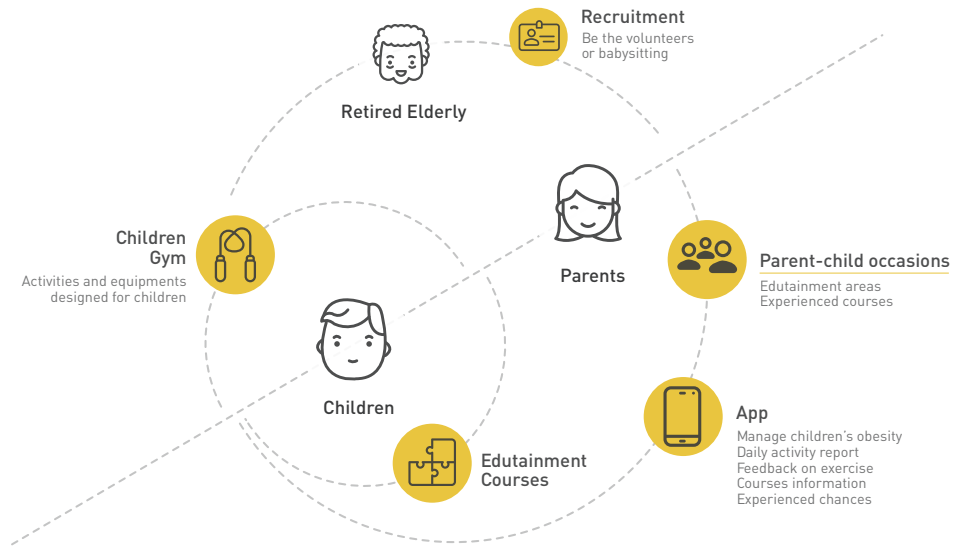 Recruitment
Be the volunteers
or babysitting
Retired Elderly
Children
Gym
Activities and equipments
designed for children
Parents
Parent-child occasions
Edutainment areas
Experienced courses
Children
App
Manage children's obesity
Daily activity report
Feedback on exercise
Courses information
Experienced chances
Edutainment
Courses